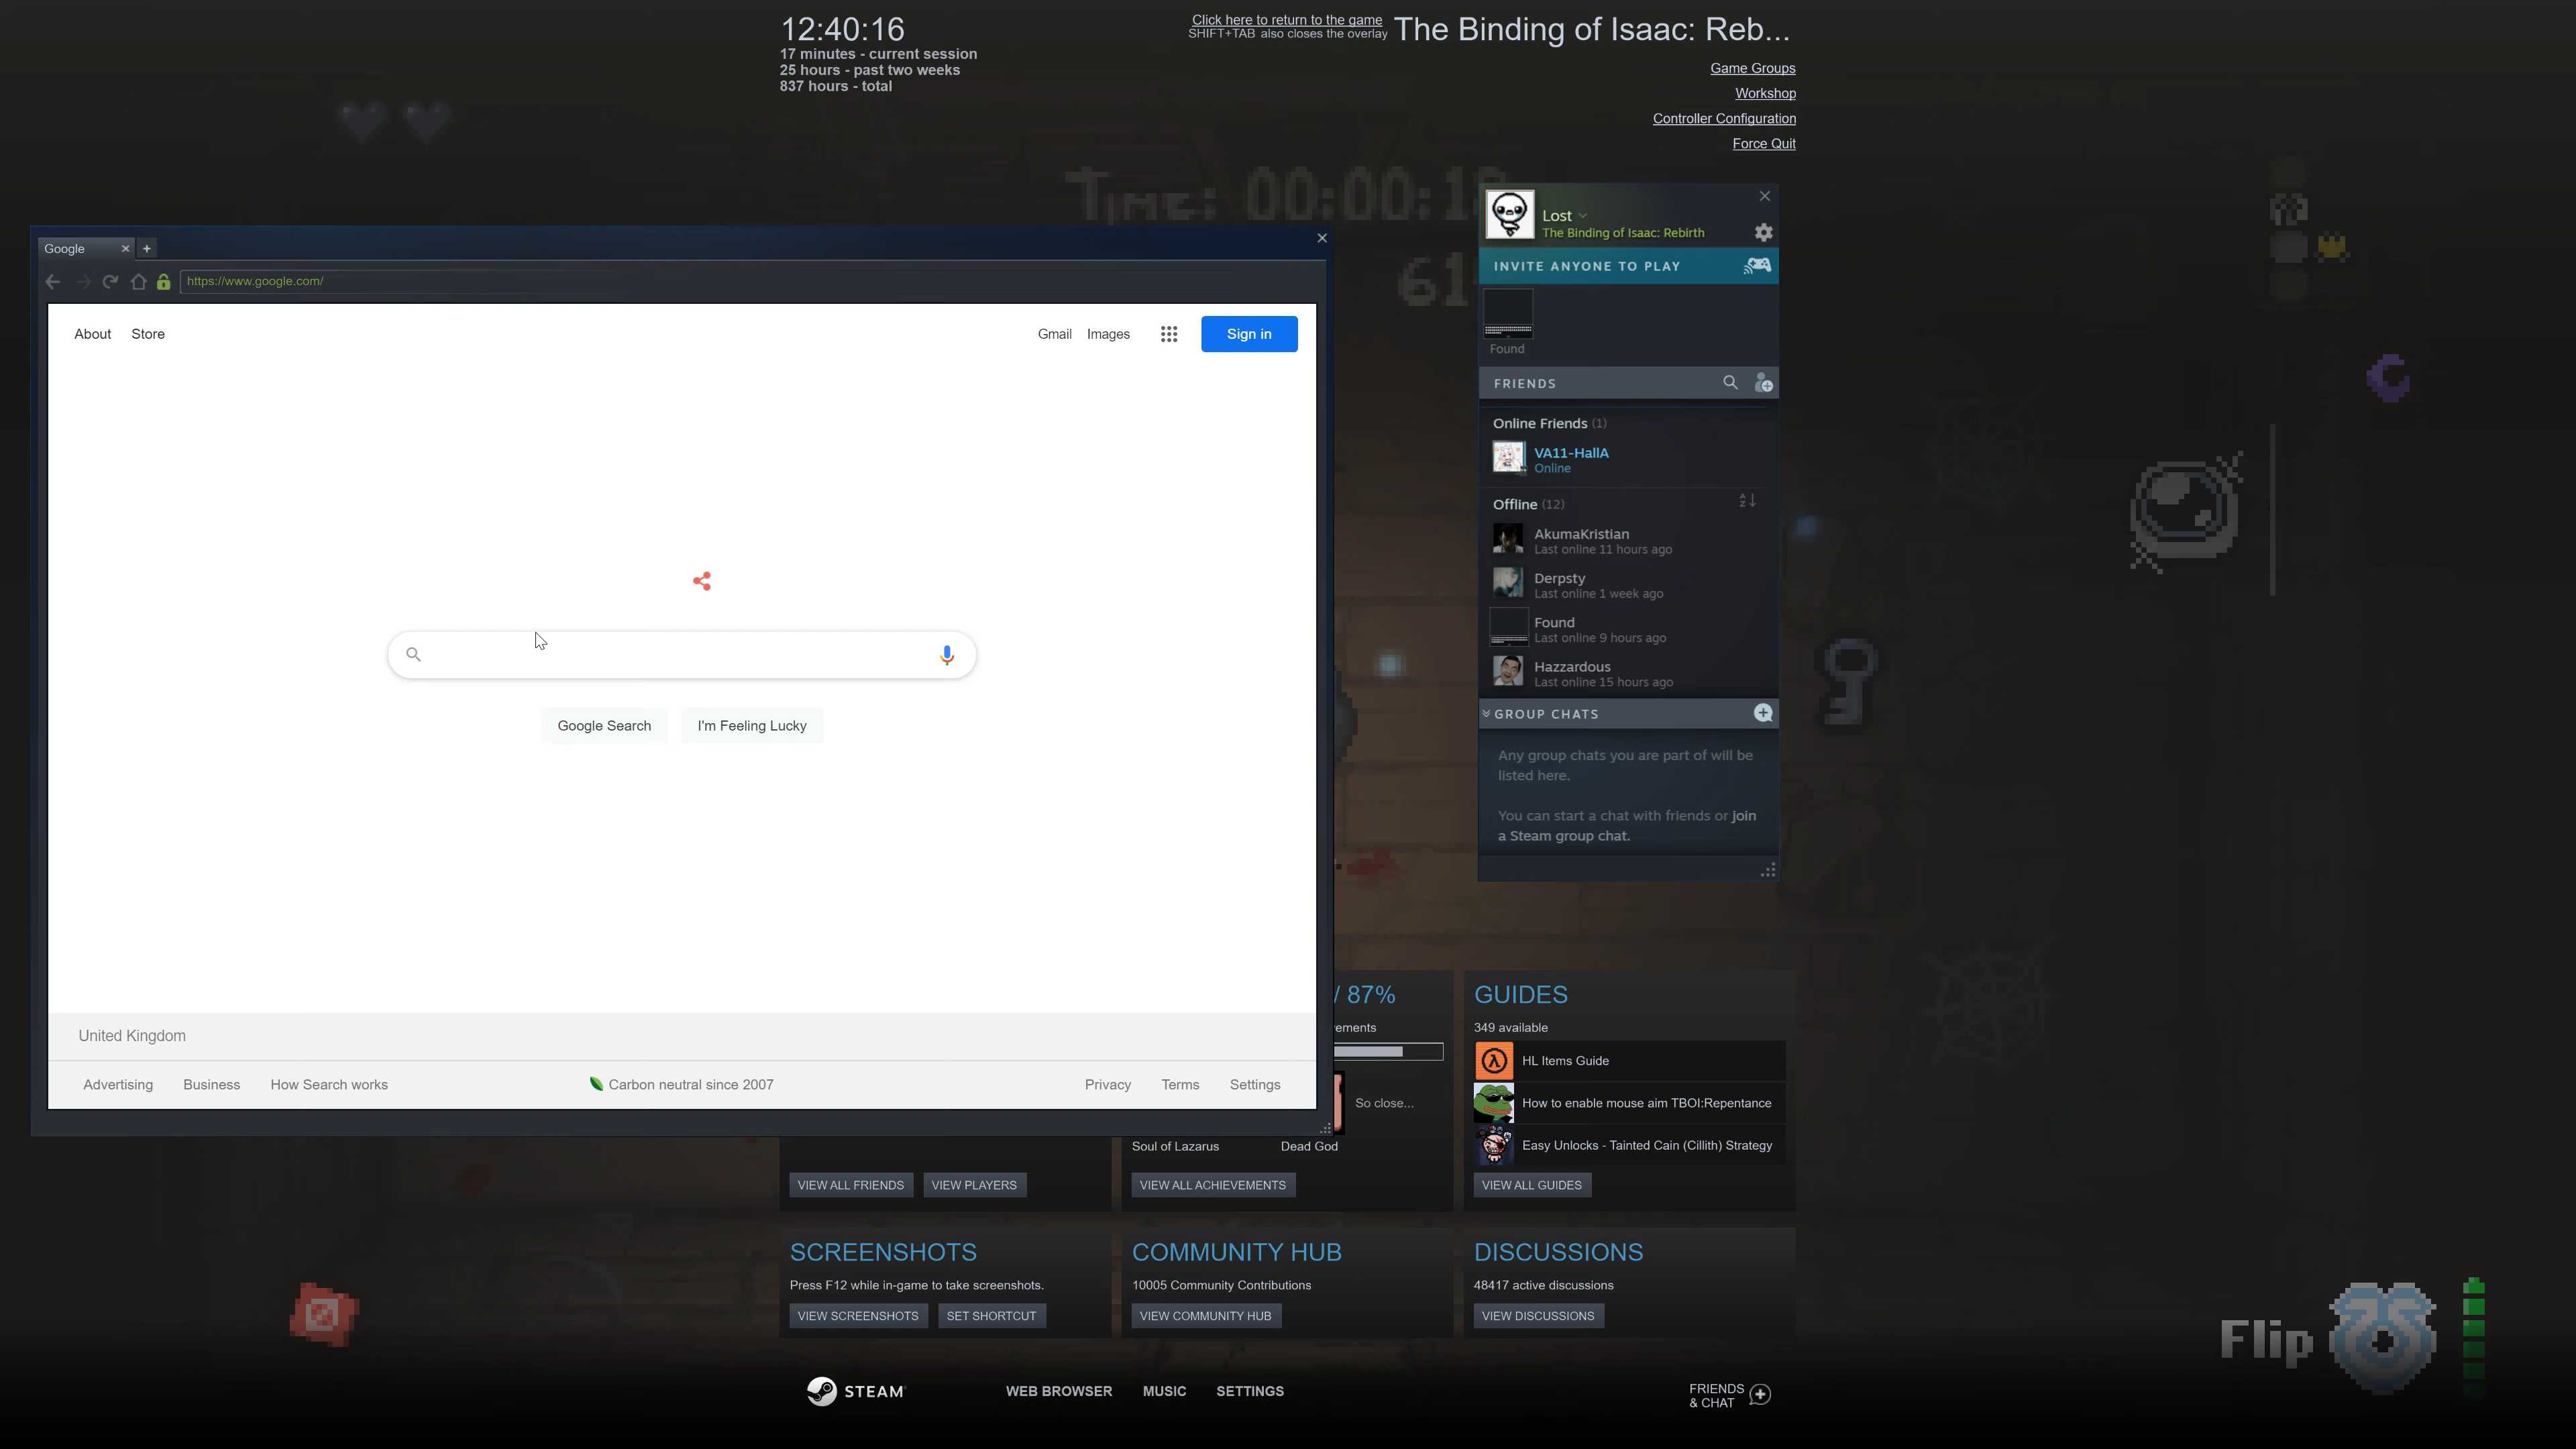 12:40:16
17 minutes - current session
25 hours - past two weeks
837 hours - total
Click here to return to the game
SHIFT+TAB also closes the overlay
The Binding of Isaac: Reb...
Game Groups
Workshop
Controller Configuration
Force Quit
Time: 00:00:1
61
Google
https://www.google.com/
About Store
Gmail Images
Sign in
Google Search
I'm Feeling Lucky
United Kingdom
Advertising Business How Search works
Carbon neutral since 2007
Privacy Terms Settings
Lost
The Binding of Isaac: Rebirth
INVITE ANYONE TO PLAY
Found
FRIENDS
Online Friends (1)
VA11-HallA
Online
Offline (12)
AkumaKristian
Last online 11 hours ago
Derpsty
Last online 1 week ago
Found
Last online 9 hours ago
Hazzardous
Last online 15 hours ago
GROUP CHATS
Any group chats you are part of will be
listed here.
You can start a chat with friends or join
a Steam group chat.
/ 87%
ements
So close...
Soul of Lazarus
Dead God
VIEW ALL FRIENDS
VIEW PLAYERS
VIEW ALL ACHIEVEMENTS
GUIDES
349 available
HL Items Guide
How to enable mouse aim TBOI:Repentance
Easy Unlocks - Tainted Cain (Cillith) Strategy
VIEW ALL GUIDES
SCREENSHOTS
Press F12 while in-game to take screenshots.
VIEW SCREENSHOTS
SET SHORTCUT
COMMUNITY HUB
10005 Community Contributions
VIEW COMMUNITY HUB
DISCUSSIONS
48417 active discussions
VIEW DISCUSSIONS
Flip
STEAM
WEB BROWSER
MUSIC
SETTINGS
FRIENDS
& CHAT